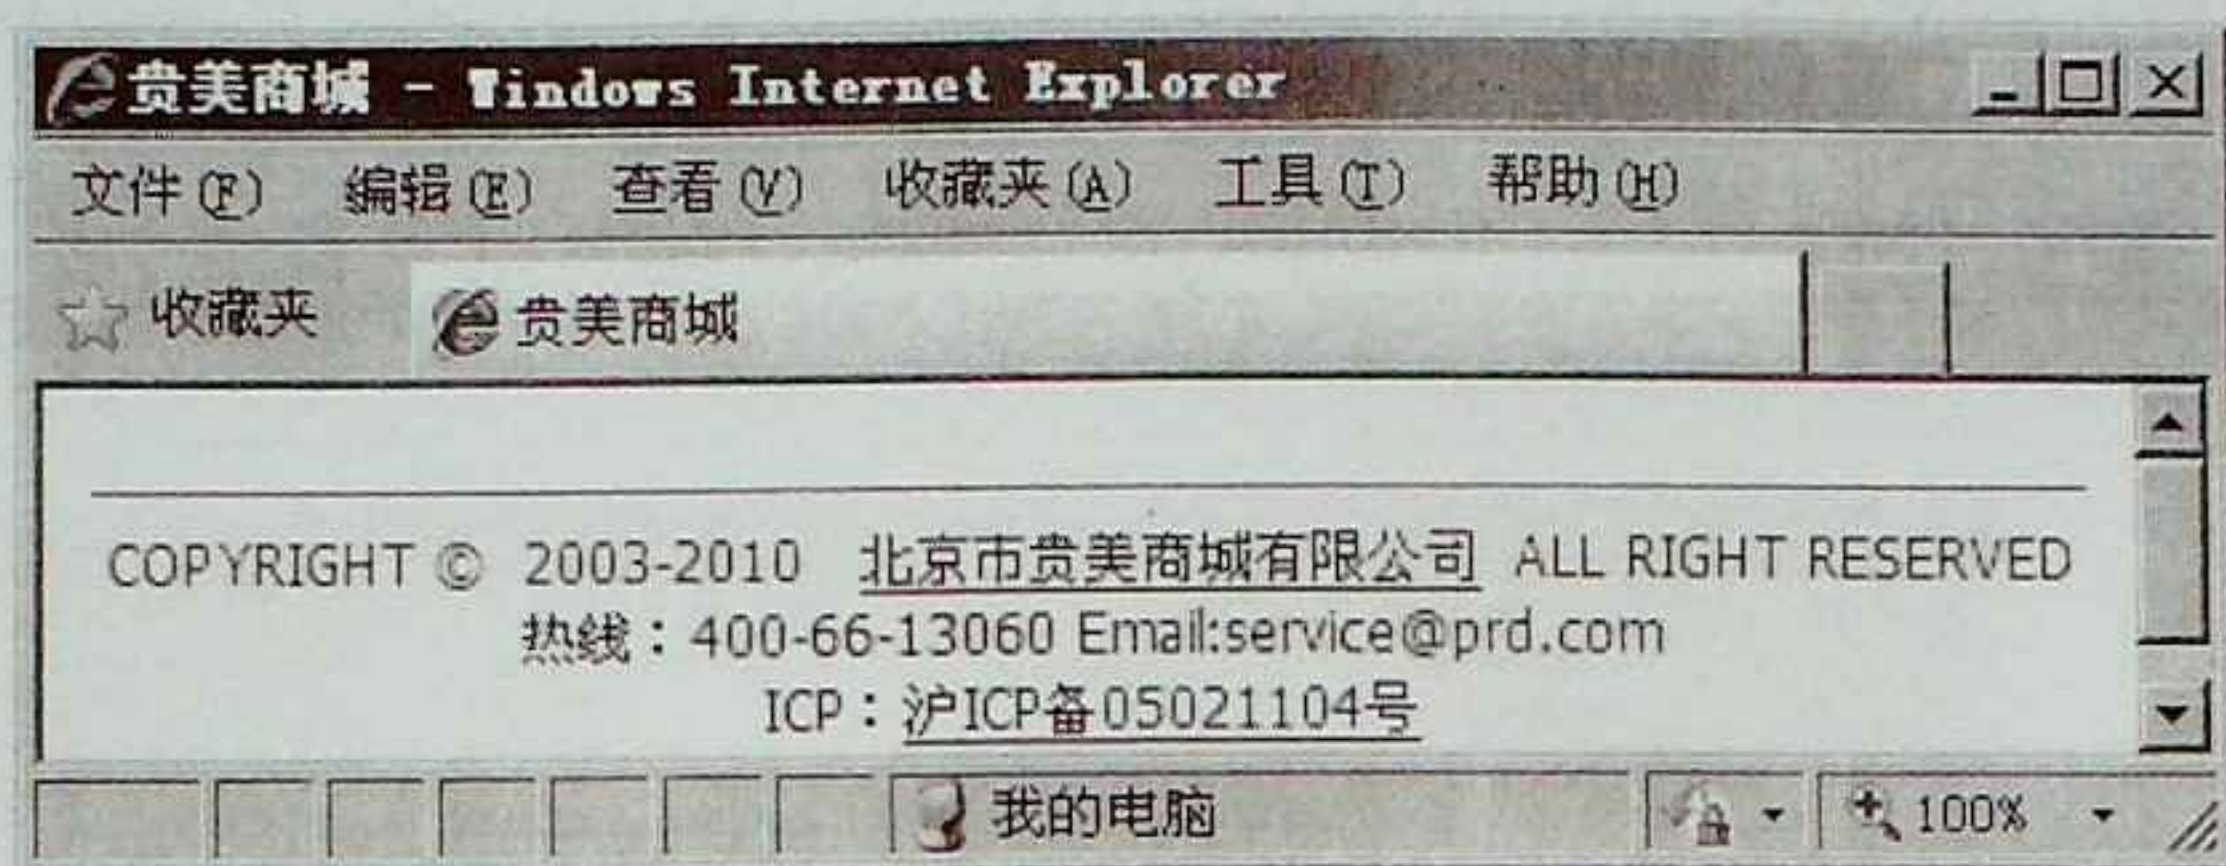 贵美商城 - Windows Internet Explorer
文件(F) 编辑(E) 查看(V) 收藏夹(A) 工具(T) 帮助(H)
收藏夹 贵美商城
COPYRIGHT © 2003-2010 北京市贵美商城有限公司 ALL RIGHT RESERVED
热线：400-66-13060 Email:service@prd.com
ICP：沪ICP备05021104号
我的电脑 100%